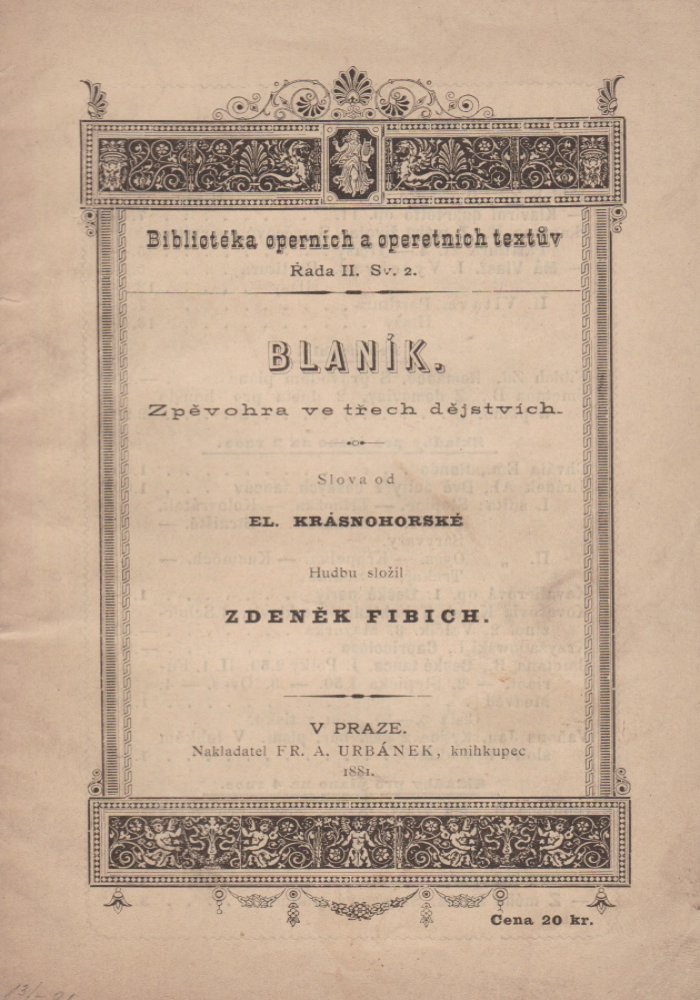 Bibliotéka operních a operetních textův
Řada II. Sv. 2.
BLANÍK.
Zpěvohra ve třech dějstvích.
Slova od
EL. KRÁSNOHORSKÉ
Hudbu složil
ZDENĚK FIBICH.
V PRAZE.
Nakladatel FR. A. URBÁNEK, knihkupec
1881.
Cena 20 kr.